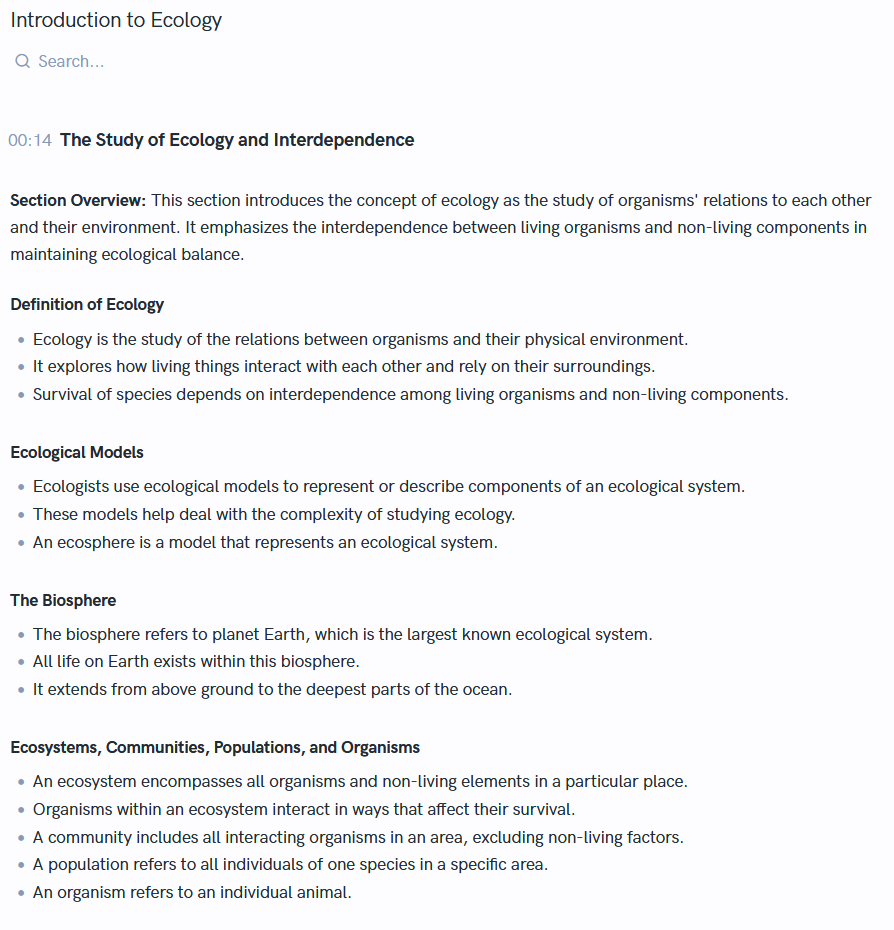 Introduction to Ecology
Search...
00:14 The Study of Ecology and Interdependence
Section Overview: This section introduces the concept of ecology as the study of organisms' relations to each other
and their environment. It emphasizes the interdependence between living organisms and non-living components in
maintaining ecological balance.
Definition of Ecology
• Ecology is the study of the relations between organisms and their physical environment.
• It explores how living things interact with each other and rely on their surroundings.
• Survival of species depends on interdependence among living organisms and non-living components.
Ecological Models
• Ecologists use ecological models to represent or describe components of an ecological system.
• These models help deal with the complexity of studying ecology.
• An ecosphere is a model that represents an ecological system.
The Biosphere
• The biosphere refers to planet Earth, which is the largest known ecological system.
• All life on Earth exists within this biosphere.
• It extends from above ground to the deepest parts of the ocean.
Ecosystems, Communities, Populations, and Organisms
• An ecosystem encompasses all organisms and non-living elements in a particular place.
• Organisms within an ecosystem interact in ways that affect their survival.
• A community includes all interacting organisms in an area, excluding non-living factors.
• A population refers to all individuals of one species in a specific area.
• An organism refers to an individual animal.